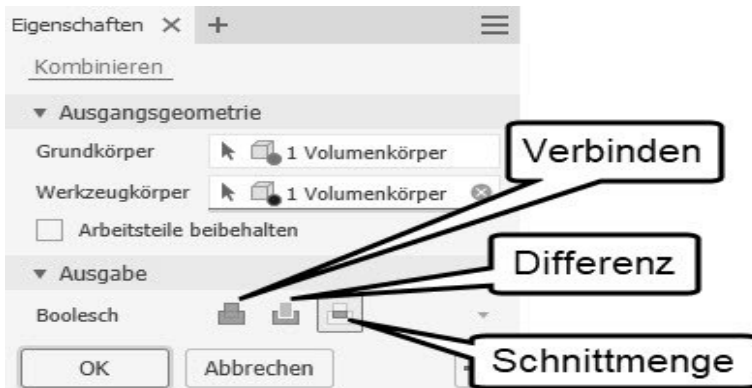 Eigenschaften × +
Kombinieren
Ausgangsgeometrie
Grundkörper 1 Volumenkörper
Verbinden
Werkzeugkörper 1 Volumenkörper
Arbeitsteile beibehalten
Ausgabe
Differenz
Boolesch
Schnittmenge
OK Abbrechen